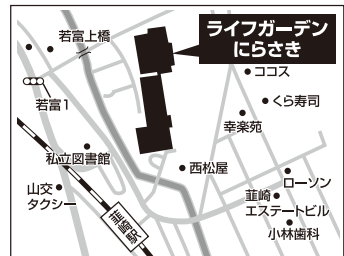 若富上橋
ライフガーデン
にらさき
ココス
若富1
くら寿司
幸楽苑
私立図書館
西松屋
山交
タクシー
韮崎駅
ローソン
韮崎
エステートビル
小林歯科